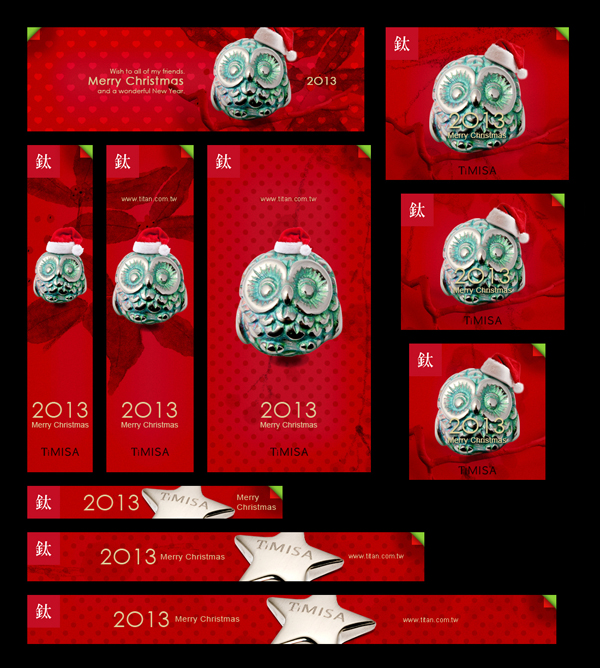 Wish to all of my friends.
Merry Christmas
and a wonderful New Year.
2013
鈦
2013
Merry Christmas
TiMISA
鈦
2013
Merry Christmas
TiMISA
鈦
www.titan.com.tw
2013
Merry Christmas
TiMISA
鈦
www.titan.com.tw
2013
Merry Christmas
TiMISA
鈦
2013
Merry Christmas
TiMISA
鈦
2013
Merry Christmas
TiMISA
鈦
2013
TiMISA
Merry
Christmas
鈦
2013 Merry Christmas
TiMISA
www.titan.com.tw
鈦
2013 Merry Christmas
TiMISA
www.titan.com.tw